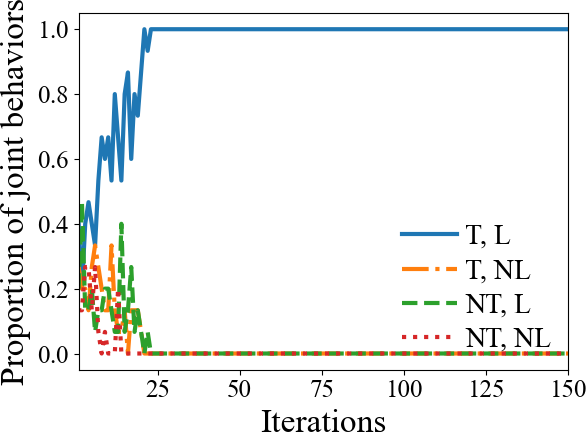 Proportion of joint behaviors
1.0
0.8
0.6
0.4
0.2
0.0
T, L
T, NL
NT, L
NT, NL
25 50 75 100 125 150
Iterations